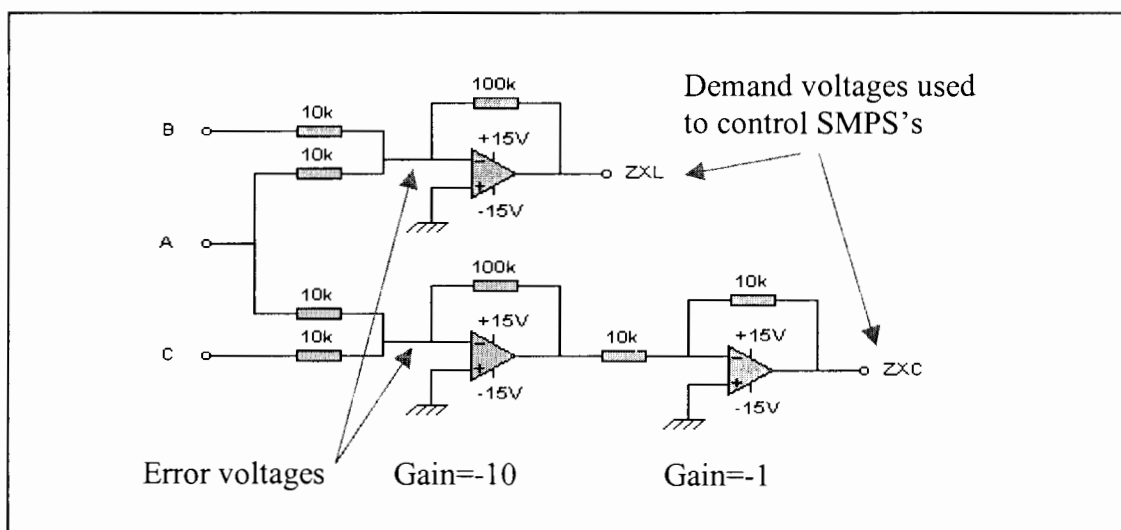 Demand voltages used
to control SMPS's
100k
10k
B
+15V
10k
ZXL
-15V
A
100k
10k
10k
+15V
10k
+15V
C
10k
ZXC
-15V
-15V
Error voltages
Gain=-10
Gain=-1